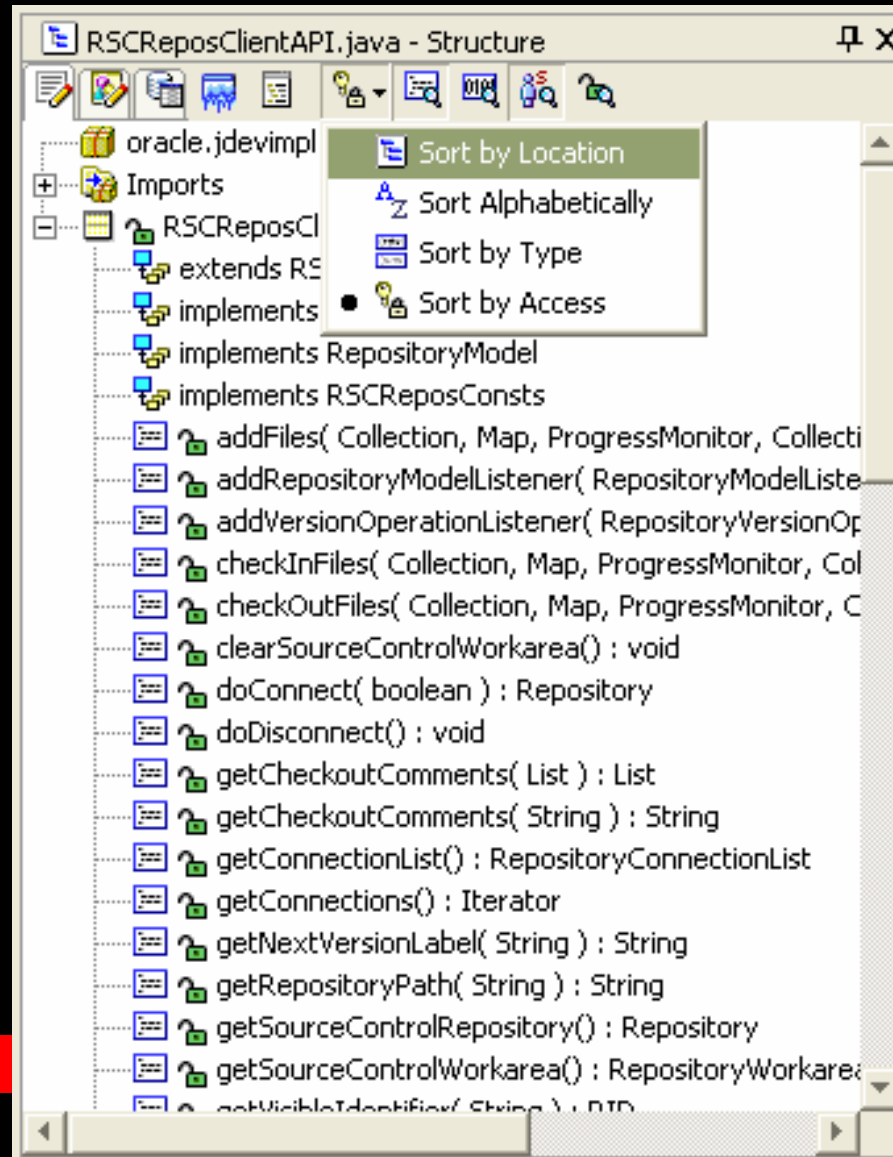 RSCReposClientAPI.java - Structure
oracle.jdevimpl
Sort by Location
Imports
Sort Alphabetically
RSCReposCl
Sort by Type
extends RS
Sort by Access
implements
implements RepositoryModel
implements RSCReposConsts
addFiles( Collection, Map, ProgressMonitor, Collecti
addRepositoryModelListener( RepositoryModelListe
addVersionOperationListener( RepositoryVersionOp
checkInFiles( Collection, Map, ProgressMonitor, Col
checkOutFiles( Collection, Map, ProgressMonitor, C
clearSourceControlWorkarea() : void
doConnect( boolean ) : Repository
doDisconnect() : void
getCheckoutComments( List ) : List
getCheckoutComments( String ) : String
getConnectionList() : RepositoryConnectionList
getConnections() : Iterator
getNextVersionLabel( String ) : String
getRepositoryPath( String ) : String
getSourceControlRepository() : Repository
getSourceControlWorkarea() : RepositoryWorkarea
getVisibleIdentifier( String ) :